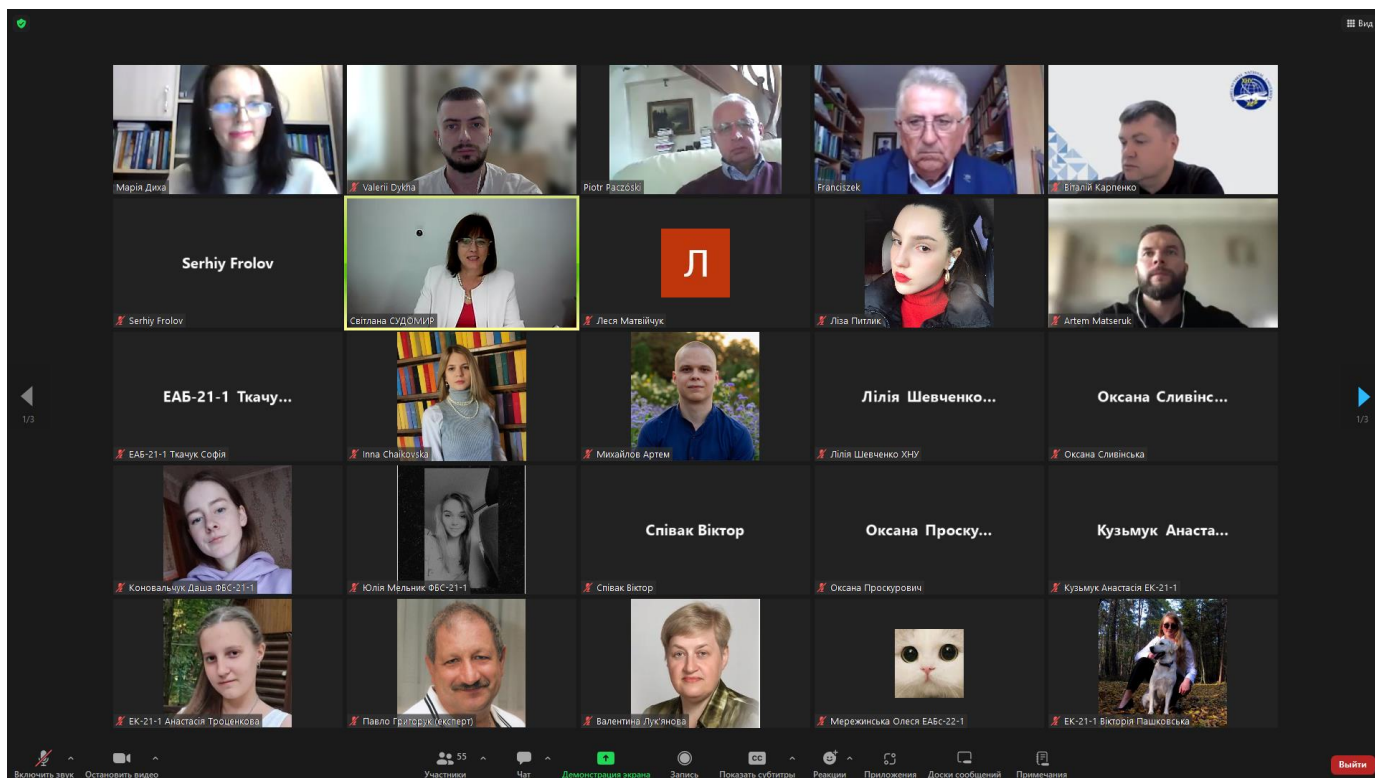 Вид
Марія Диха
Valerii Dykha
Piotr Paczóski
Franciszek
Віталій Карпенко
Serhiy Frolov
Л
Serhiy Frolov
Світлана СУДОМИР
Леся Матвійчук
Ліза Питлик
Artem Matseruk
ЕАБ-21-1 Ткачу...
Лілія Шевченко...
Оксана Сливінс...
ЕАБ-21-1 Ткачук Софія
Inna Chaikovska
Михайлов Артем
Лілія Шевченко ХНУ
Оксана Сливінська
1/3
1/3
Співак Віктор
Оксана Проску...
Кузьмук Анаста...
Коновальчук Даша ФБС-21-1
Юлія Мельник ФБС-21-1
Співак Віктор
Оксана Проскурович
Кузьмук Анастасія ЕК-21-1
ЕК-21-1 Анастасія Троценкова
Павло Григорук (експерт)
Валентина Лук'янова
Мережинська Олеся ЕАБс-22-1
ЕК-21-1 Вікторія Пашковська
55
CC
Включить звук
Остановить видео
Участники
Чат
Демонстрация экрана
Запись
Показать субтитры
Реакции
Приложения
Доски сообщений
Примечания
Выйти